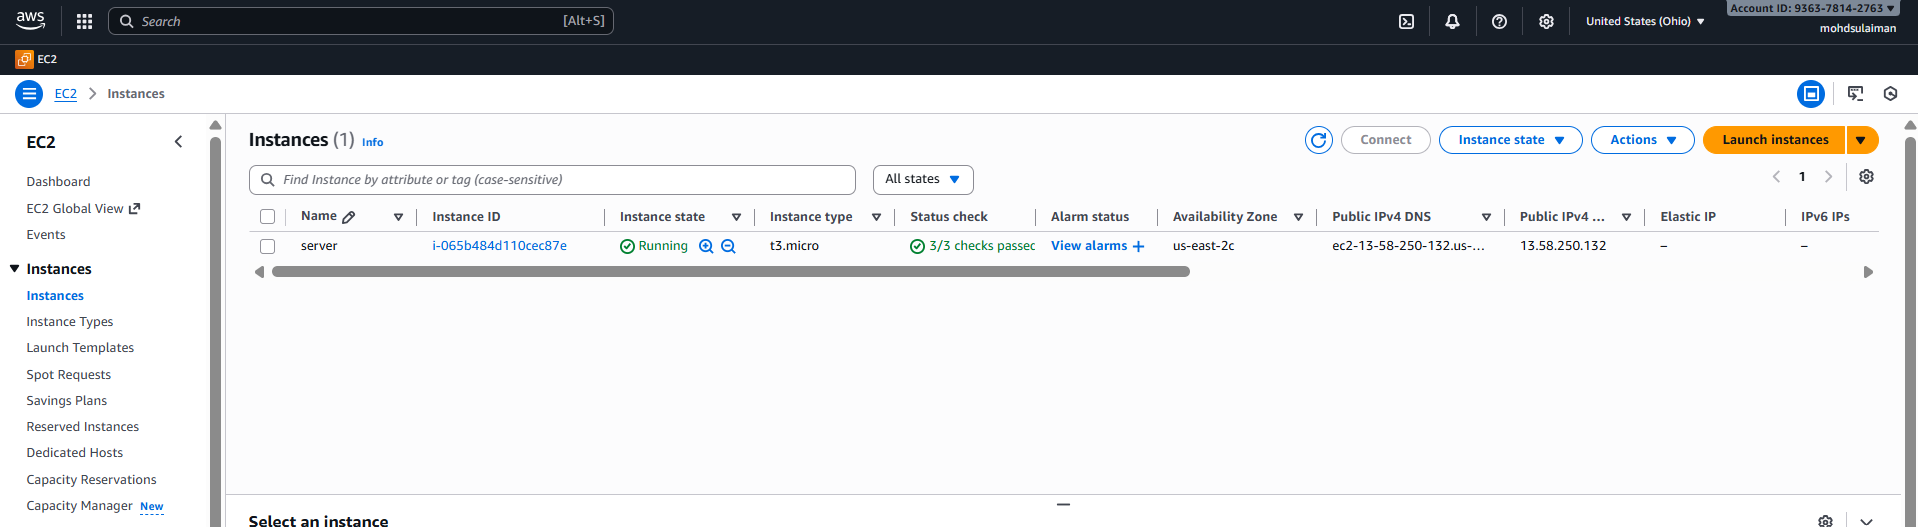 aws
Search [Alt+S]
United States (Ohio)
Account ID: 9363-7814-2763
mohdsulaiman
EC2
EC2 Instances
EC2
Dashboard
EC2 Global View
Events
Instances
Instances
Instance Types
Launch Templates
Spot Requests
Savings Plans
Reserved Instances
Dedicated Hosts
Capacity Reservations
Capacity Manager New
Instances (1) Info
Connect Instance state Actions Launch instances
Find Instance by attribute or tag (case-sensitive) All states 1
Name Instance ID Instance state Instance type Status check Alarm status Availability Zone Public IPv4 DNS Public IPv4 ... Elastic IP IPv6 IPs
server i-065b484d110cec87e Running t3.micro 3/3 checks passed View alarms + us-east-2c ec2-13-58-250-132.us-... 13.58.250.132 – –
Select an instance